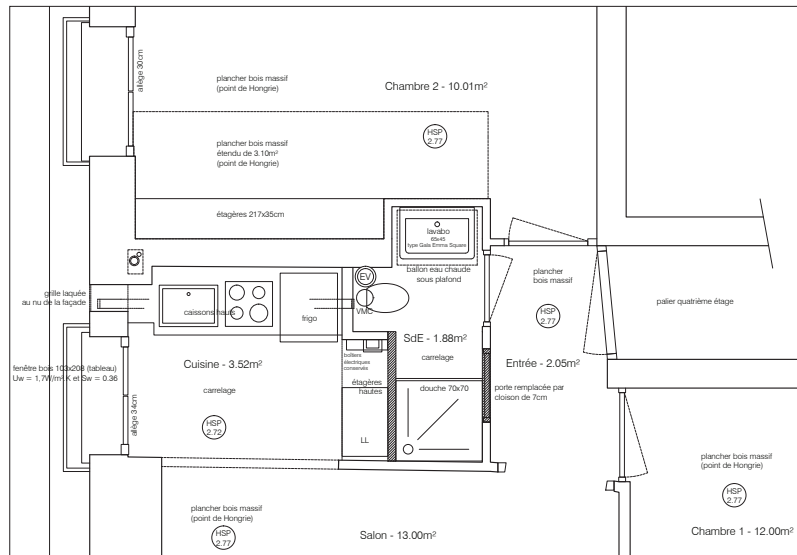 allège 30cm
plancher bois massif
(point de Hongrie)
Chambre 2 - 10.01m²
plancher bois massif
étendu de 3.10m²
(point de Hongrie)
HSP
2.77
étagères 217x35cm
lavabo
65x45
type Gala Emma Square
ballon eau chaude
sous plafond
EV
plancher
bois massif
grille laquée
au nu de la façade
caissons hauts
frigo
VMC
HSP
2.77
palier quatrième étage
SdE - 1.88m²
carrelage
boîtiers
électriques
conservés
Cuisine - 3.52m²
Entrée - 2.05m²
fenêtre bois 103x208 (tableau)
Uw = 1,7W/m².K et Sw = 0.36
carrelage
étagères
hautes
douche 70x70
porte remplacée par
cloison de 7cm
allège 34cm
HSP
2.72
LL
plancher bois massif
(point de Hongrie)
HSP
2.77
Chambre 1 - 12.00m²
plancher bois massif
(point de Hongrie)
HSP
2.77
Salon - 13.00m²